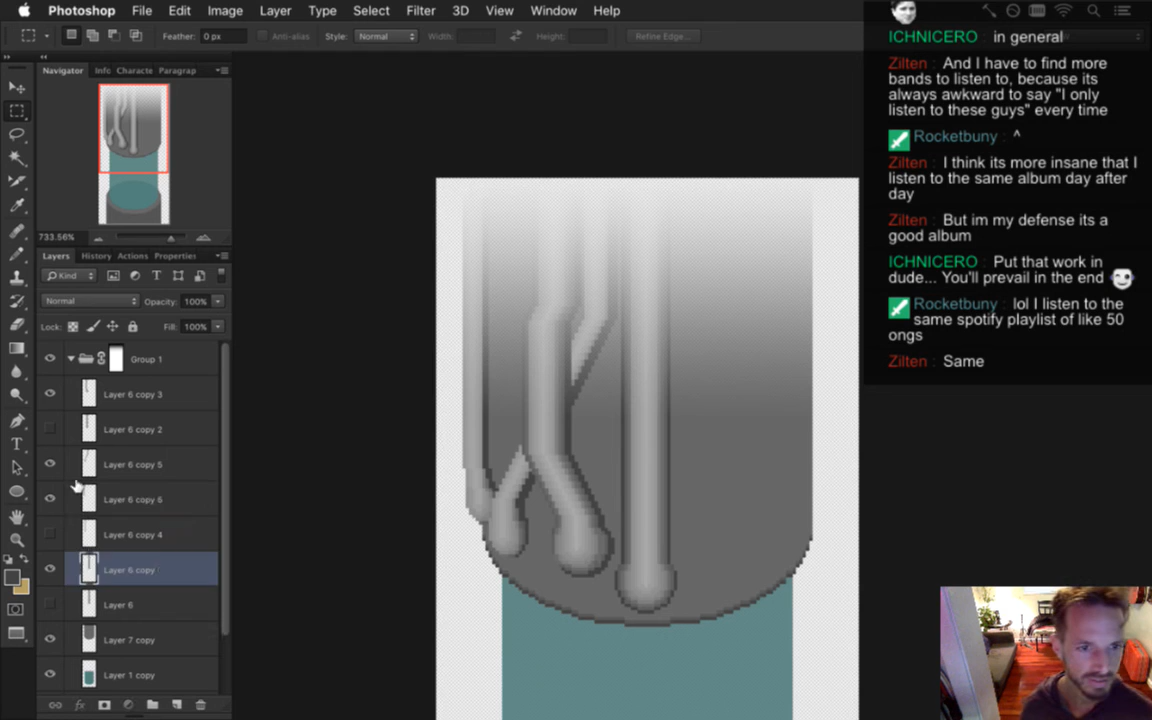 Photoshop File Edit Image Layer Type Select Filter 3D View Window Help
Feather: 0 px Anti-alias Style: Normal Width: Height: Refine Edge...
Navigator Info Characte Paragrap
733.56%
Layers History Actions Properties
Kind
Normal Opacity: 100%
Lock: Fill: 100%
Group 1
Layer 6 copy 3
Layer 6 copy 2
Layer 6 copy 5
Layer 6 copy 6
Layer 6 copy 4
Layer 6 copy
Layer 6
Layer 7 copy
Layer 1 copy
fx
ICHNICERO : in general
Zilten : And I have to find more
bands to listen to, because its
always awkward to say "I only
listen to these guys" every time
Rocketbuny : ^
Zilten : I think its more insane that I
listen to the same album day after
day
Zilten : But im my defense its a
good album
ICHNICERO : Put that work in
dude... You'll prevail in the end
Rocketbuny : lol I listen to the
same spotify playlist of like 50
ongs
Zilten : Same